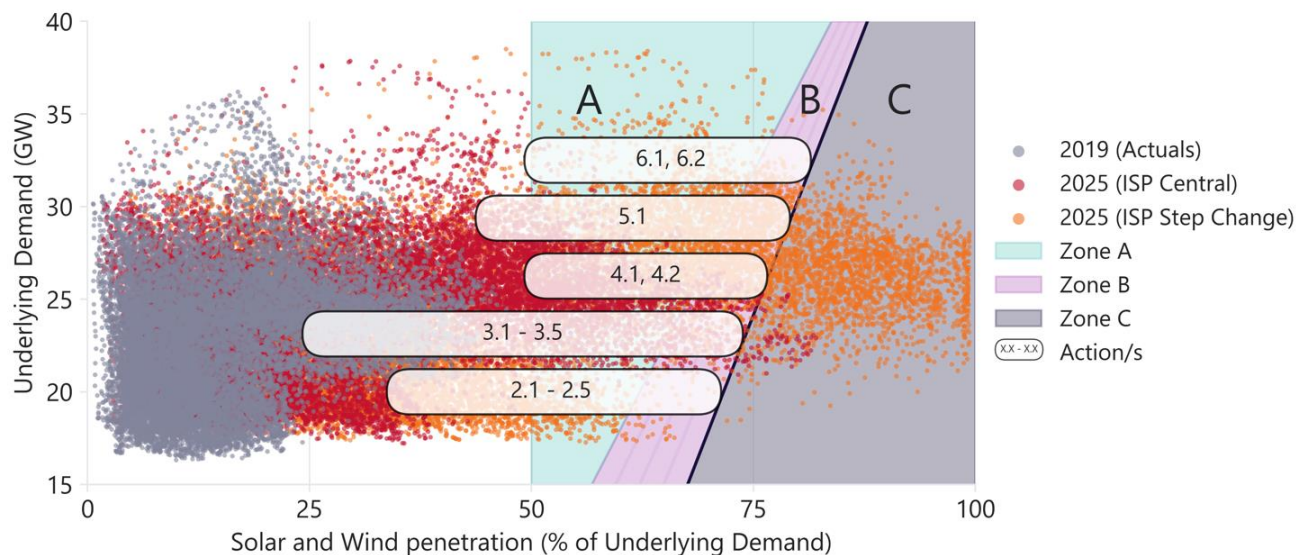 40
35
30
25
20
15
Underlying Demand (GW)
0
25
50
75
100
Solar and Wind penetration (% of Underlying Demand)
A
B
C
6.1, 6.2
5.1
4.1, 4.2
3.1 - 3.5
2.1 - 2.5
2019 (Actuals)
2025 (ISP Central)
2025 (ISP Step Change)
Zone A
Zone B
Zone C
X.X - X.X
Action/s